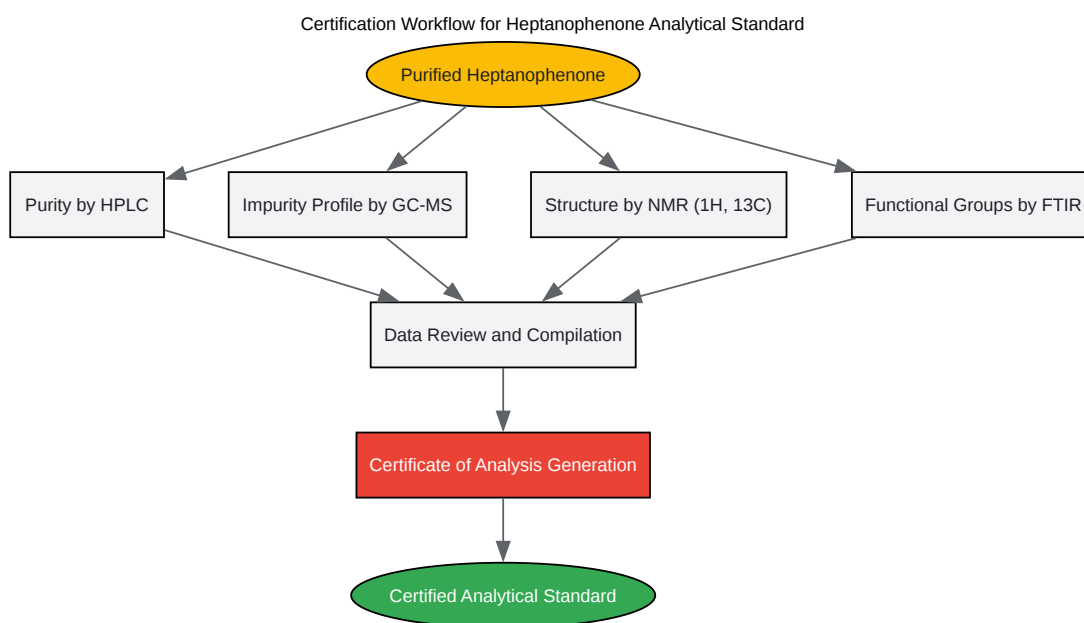 Certification Workflow for Heptanophenone Analytical Standard
Purified Heptanophenone
Purity by HPLC
Impurity Profile by GC-MS
Structure by NMR (1H, 13C)
Functional Groups by FTIR
Data Review and Compilation
Certificate of Analysis Generation
Certified Analytical Standard